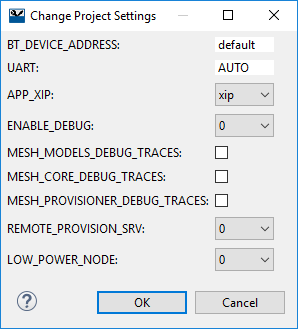 Change Project Settings
BT_DEVICE_ADDRESS: default
UART: AUTO
APP_XIP: xip
ENABLE_DEBUG: 0
MESH_MODELS_DEBUG_TRACES:
MESH_CORE_DEBUG_TRACES:
MESH_PROVISIONER_DEBUG_TRACES:
REMOTE_PROVISION_SRV: 0
LOW_POWER_NODE: 0
? OK Cancel